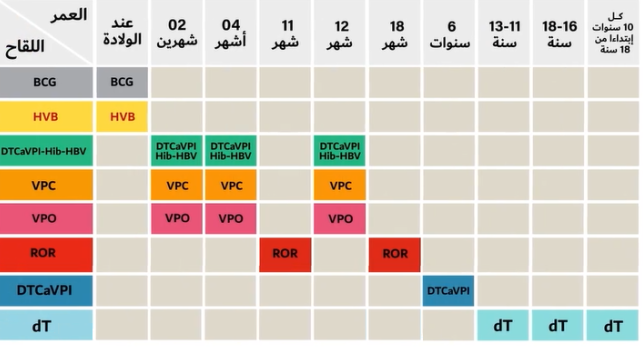 العمر
اللقاح
عند
الولادة
02
شهرين
04
أشهر
11
شهر
12
شهر
18
شهر
6
سنوات
13-11
سنة
18-16
سنة
كل
10 سنوات
إبتداءا من
18 سنة
BCG
BCG
HVB
HVB
DTCaVPI-Hib-HBV
DTCaVPI
Hib-HBV
DTCaVPI
Hib-HBV
DTCaVPI
Hib-HBV
VPC
VPC
VPC
VPC
VPO
VPO
VPO
VPO
ROR
ROR
ROR
DTCaVPI
DTCaVPI
dT
dT
dT
dT